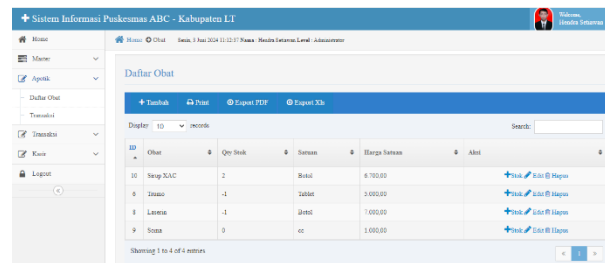 Sistem Informasi Puskesmas ABC - Kabupaten LT
Welcome,
Hendra Setiawan
Home
Home Obat Senin, 3 Juni 2024 11:12:17 Nama : Hendra Setiawan Level : Administrator
Master
Apotik
Daftar Obat
Transaksi
Transaksi
Kasir
Logout
Daftar Obat
Tambah Print Export PDF Export Xls
Display 10 records
Search:
ID Obat Qty Stok Satuan Harga Satuan Aksi
10 Sirup XAC 2 Botol 8.700,00 Stok Edit Hapus
6 -1 Tablet 5.000,00 Stok Edit Hapus
8 -1 Botol 7.000,00 Stok Edit Hapus
9 Soma 0 cc 1.000,00 Stok Edit Hapus
Showing 1 to 4 of 4 entries
< 1 >